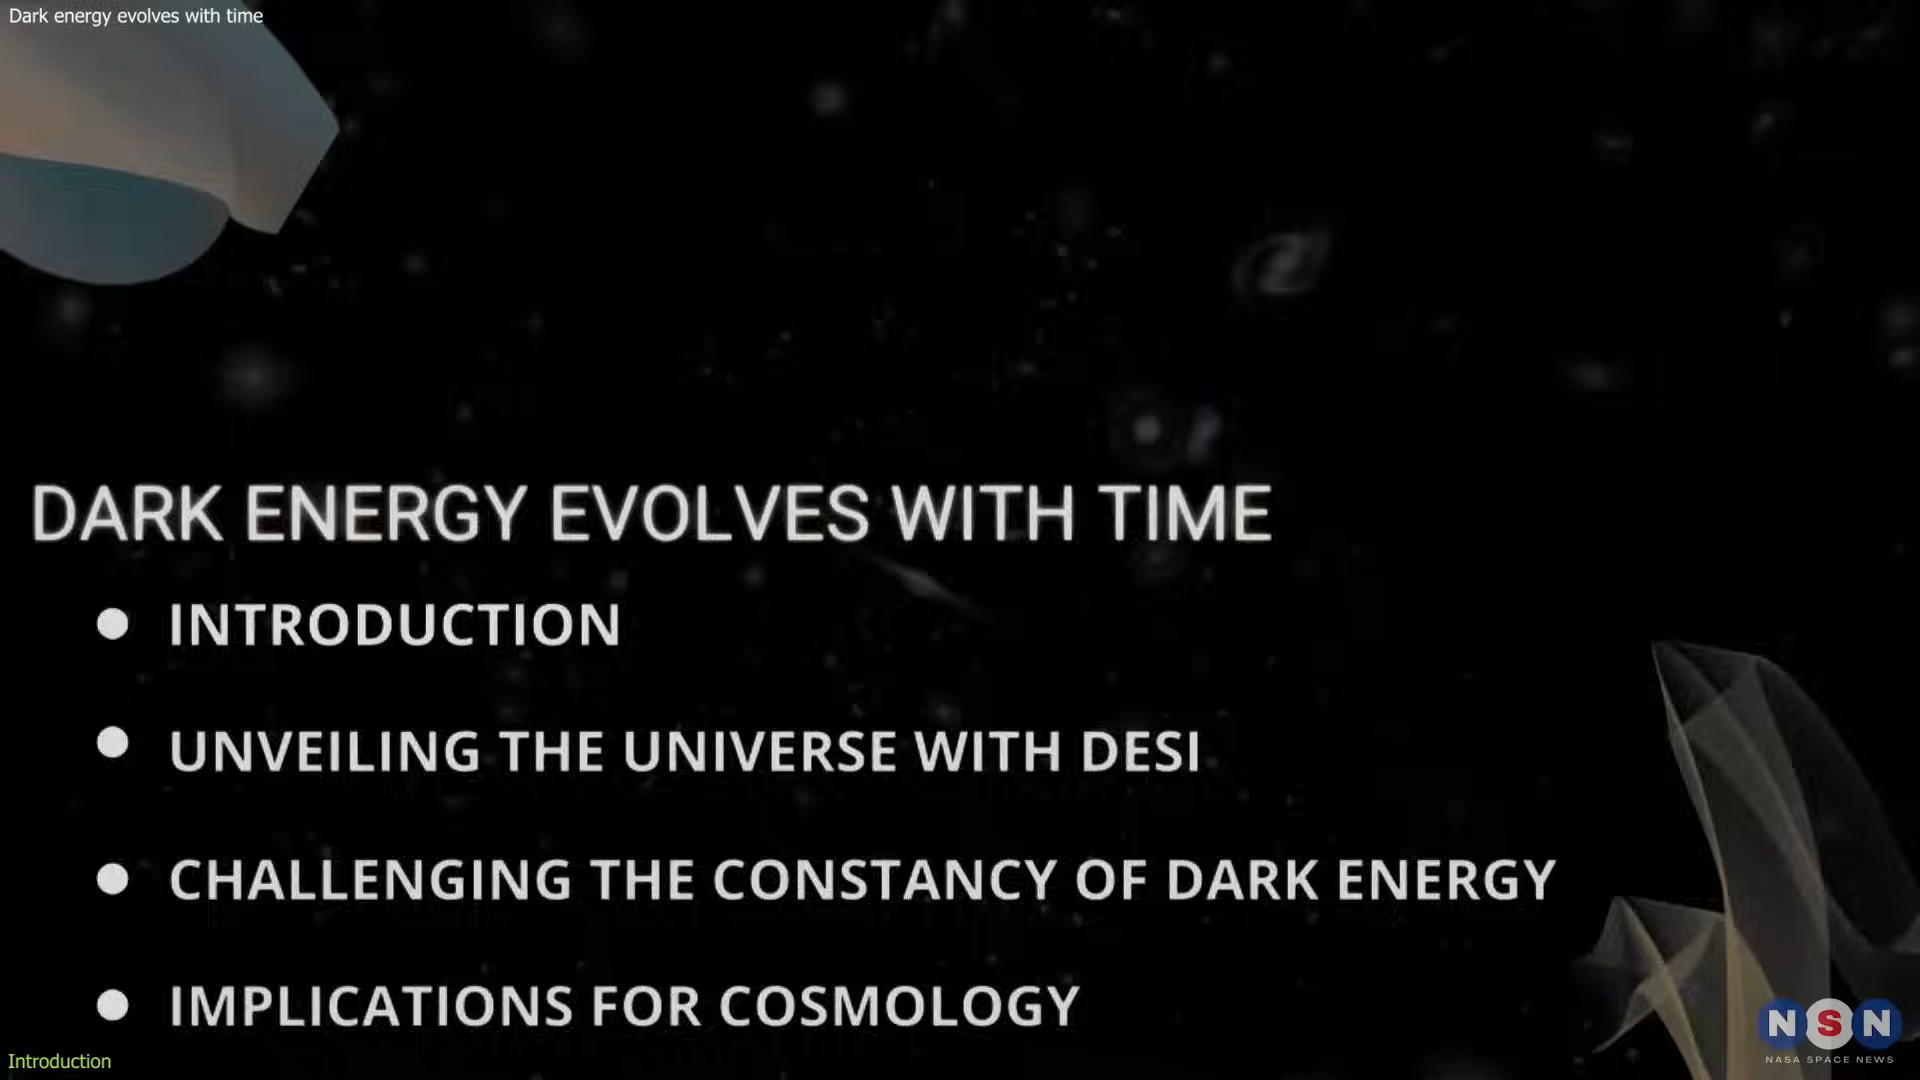 Dark energy evolves with time
DARK ENERGY EVOLVES WITH TIME
INTRODUCTION
UNVEILING THE UNIVERSE WITH DESI
CHALLENGING THE CONSTANCY OF DARK ENERGY
IMPLICATIONS FOR COSMOLOGY
Introduction
NSN
NASA SPACE NEWS